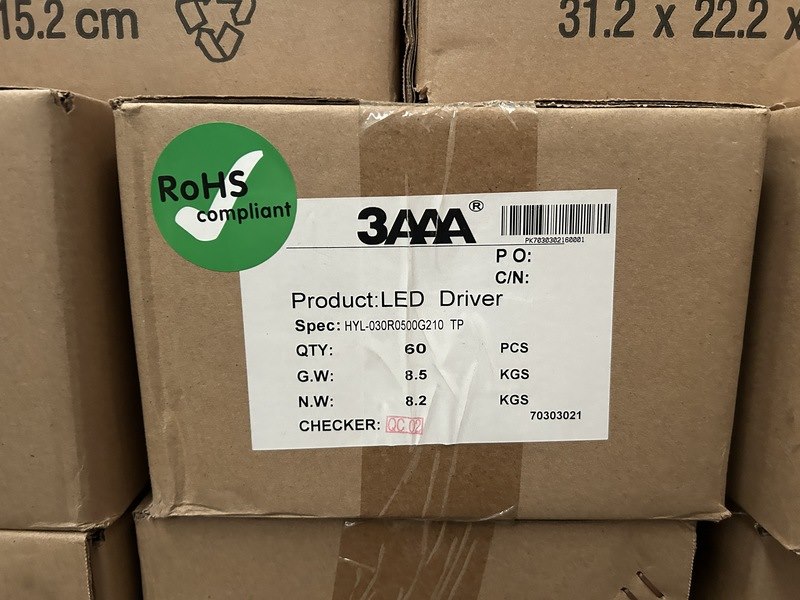 15.2 cm
31.2 x 22.2 x
RoHS
compliant
3AAA®
PK7030302160001
P O:
C/N:
Product:LED Driver
Spec: HYL-030R0500G210 TP
QTY: 60 PCS
G.W: 8.5 KGS
N.W: 8.2 KGS
70303021
CHECKER: QC 02